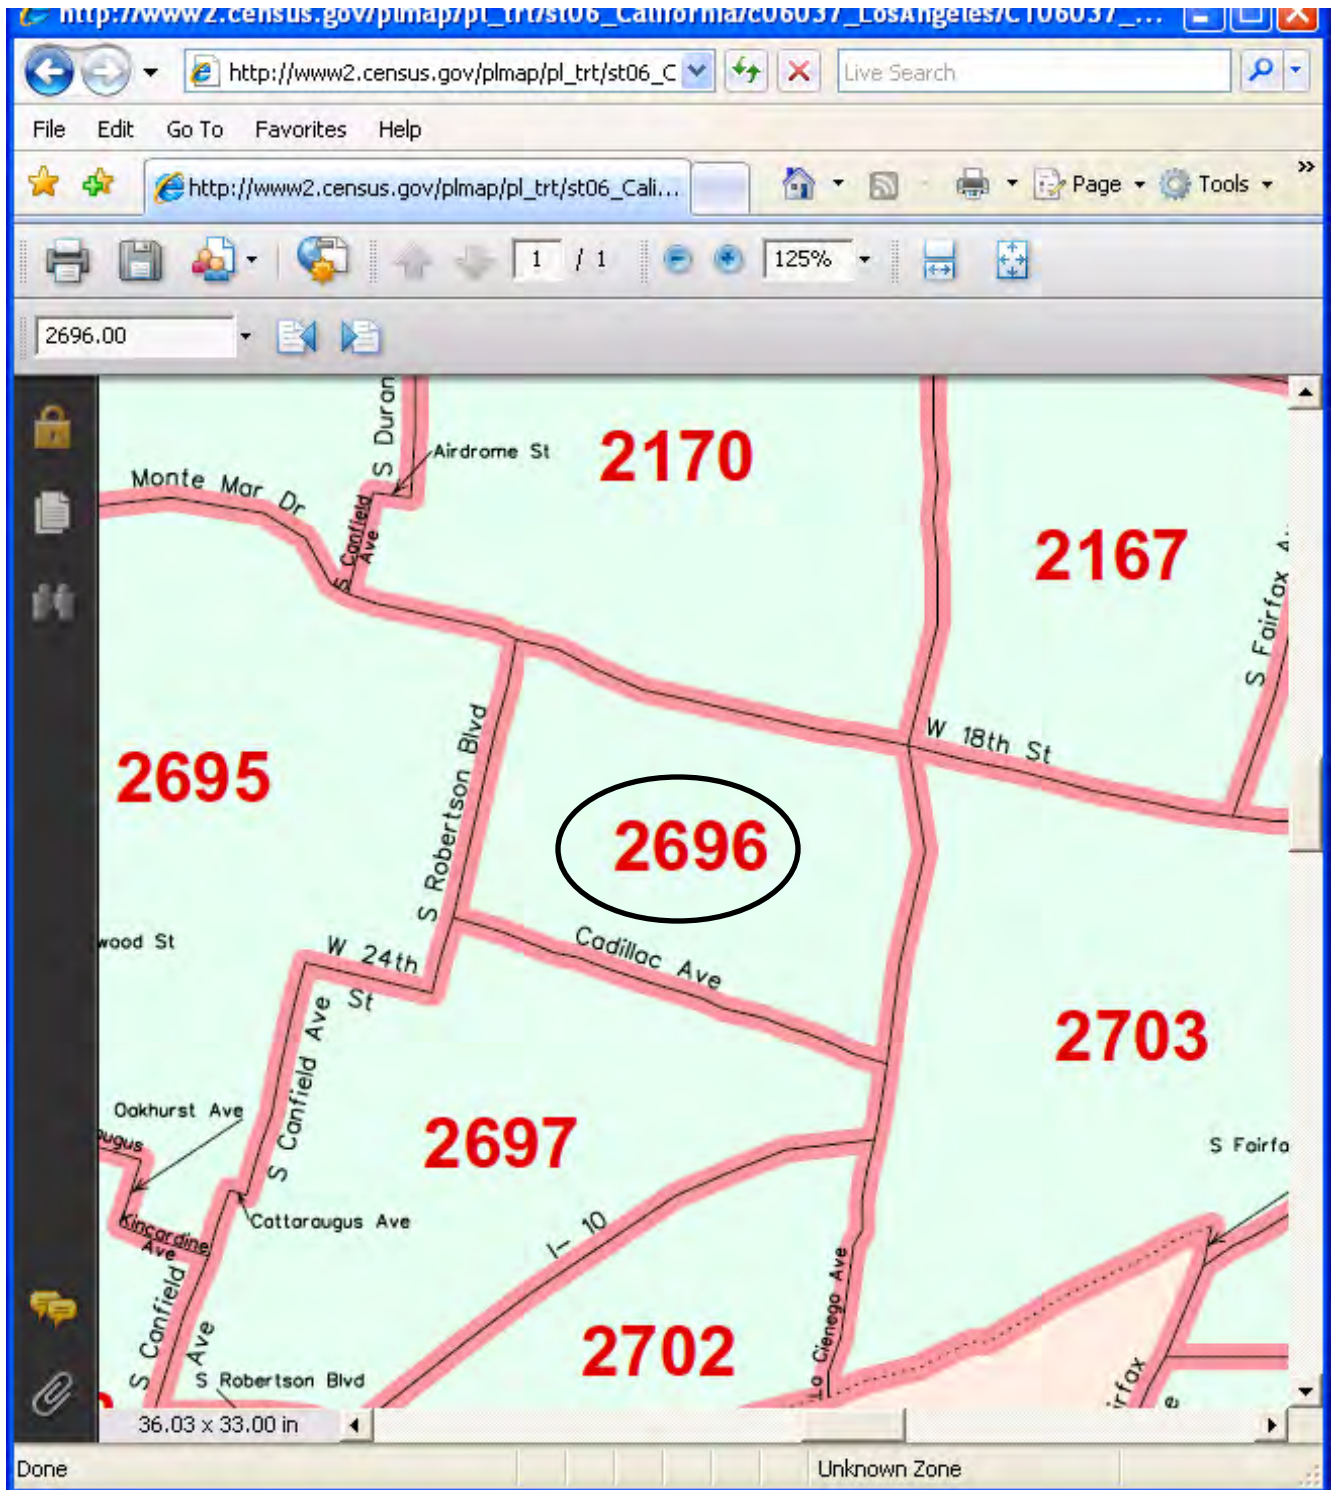 http://www2.census.gov/plmap/pl_trt/st06_California/c06037_LosAngeles/CT06037_...
http://www2.census.gov/plmap/pl_trt/st06_C
Live Search
File Edit Go To Favorites Help
http://www2.census.gov/plmap/pl_trt/st06_Cali...
Page Tools »
1 / 1
125%
2696.00
S Duran
Airdrome St
2170
Monte Mar Dr
S Canfield
Ave
2167
S Fairfax
W 18th St
S Robertson Blvd
2695
2696
wood St
W 24th
St
Cadillac Ave
S Canfield Ave
2703
Oakhurst Ave
ougus
2697
S Fairfa
Kincardine
Ave
Cattaraugus Ave
I- 10
S Canfield
Ave
La Cienega Ave
2702
S Robertson Blvd
irfax
e
36.03 x 33.00 in
Done
Unknown Zone